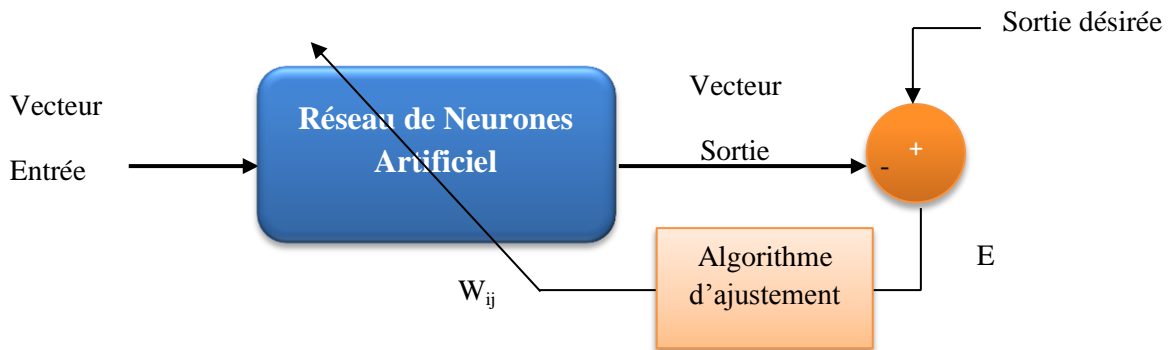 Sortie désirée
Vecteur
Entrée
Réseau de Neurones
Artificiel
Vecteur
Sortie
+
-
E
Algorithme
d’ajustement
Wij